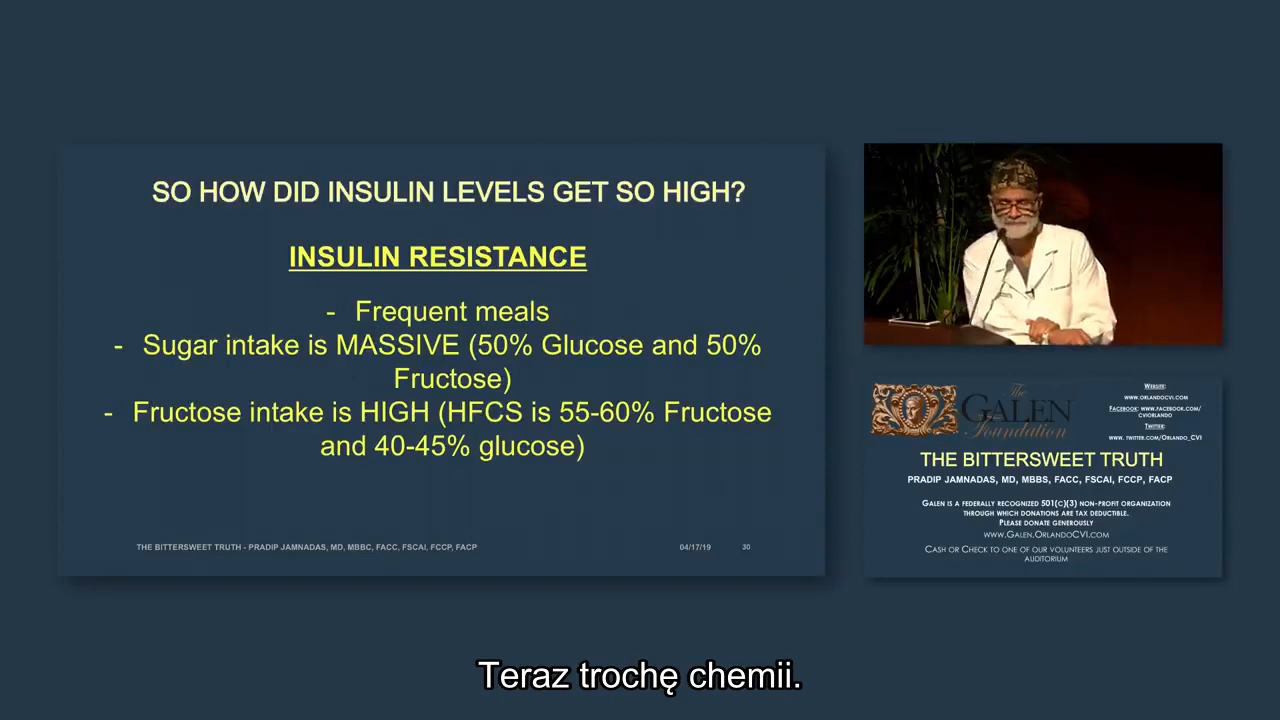 SO HOW DID INSULIN LEVELS GET SO HIGH?
INSULIN RESISTANCE
- Frequent meals
- Sugar intake is MASSIVE (50% Glucose and 50%
Fructose)
- Fructose intake is HIGH (HFCS is 55-60% Fructose
and 40-45% glucose)
THE BITTERSWEET TRUTH - PRADIP JAMNADAS, MD, MBBC, FACC, FSCAI, FCCP, FACP
04/17/19
30
The
GALEN
Foundation
WEBSITE:
WWW.ORLANDOCVI.COM
FACEBOOK: WWW.FACEBOOK.COM/
CVIORLANDO
TWITTER:
WWW. TWITTER.COM/ORLANDO_CVI
THE BITTERSWEET TRUTH
PRADIP JAMNADAS, MD, MBBS, FACC, FSCAI, FCCP, FACP
GALEN IS A FEDERALLY RECOGNIZED 501(C)(3) NON-PROFIT ORGANIZATION
THROUGH WHICH DONATIONS ARE TAX DEDUCTIBLE.
PLEASE DONATE GENEROUSLY
WWW.GALEN.ORLANDOCVI.COM
CASH OR CHECK TO ONE OF OUR VOLUNTEERS JUST OUTSIDE OF THE
AUDITORIUM
Teraz trochę chemii.